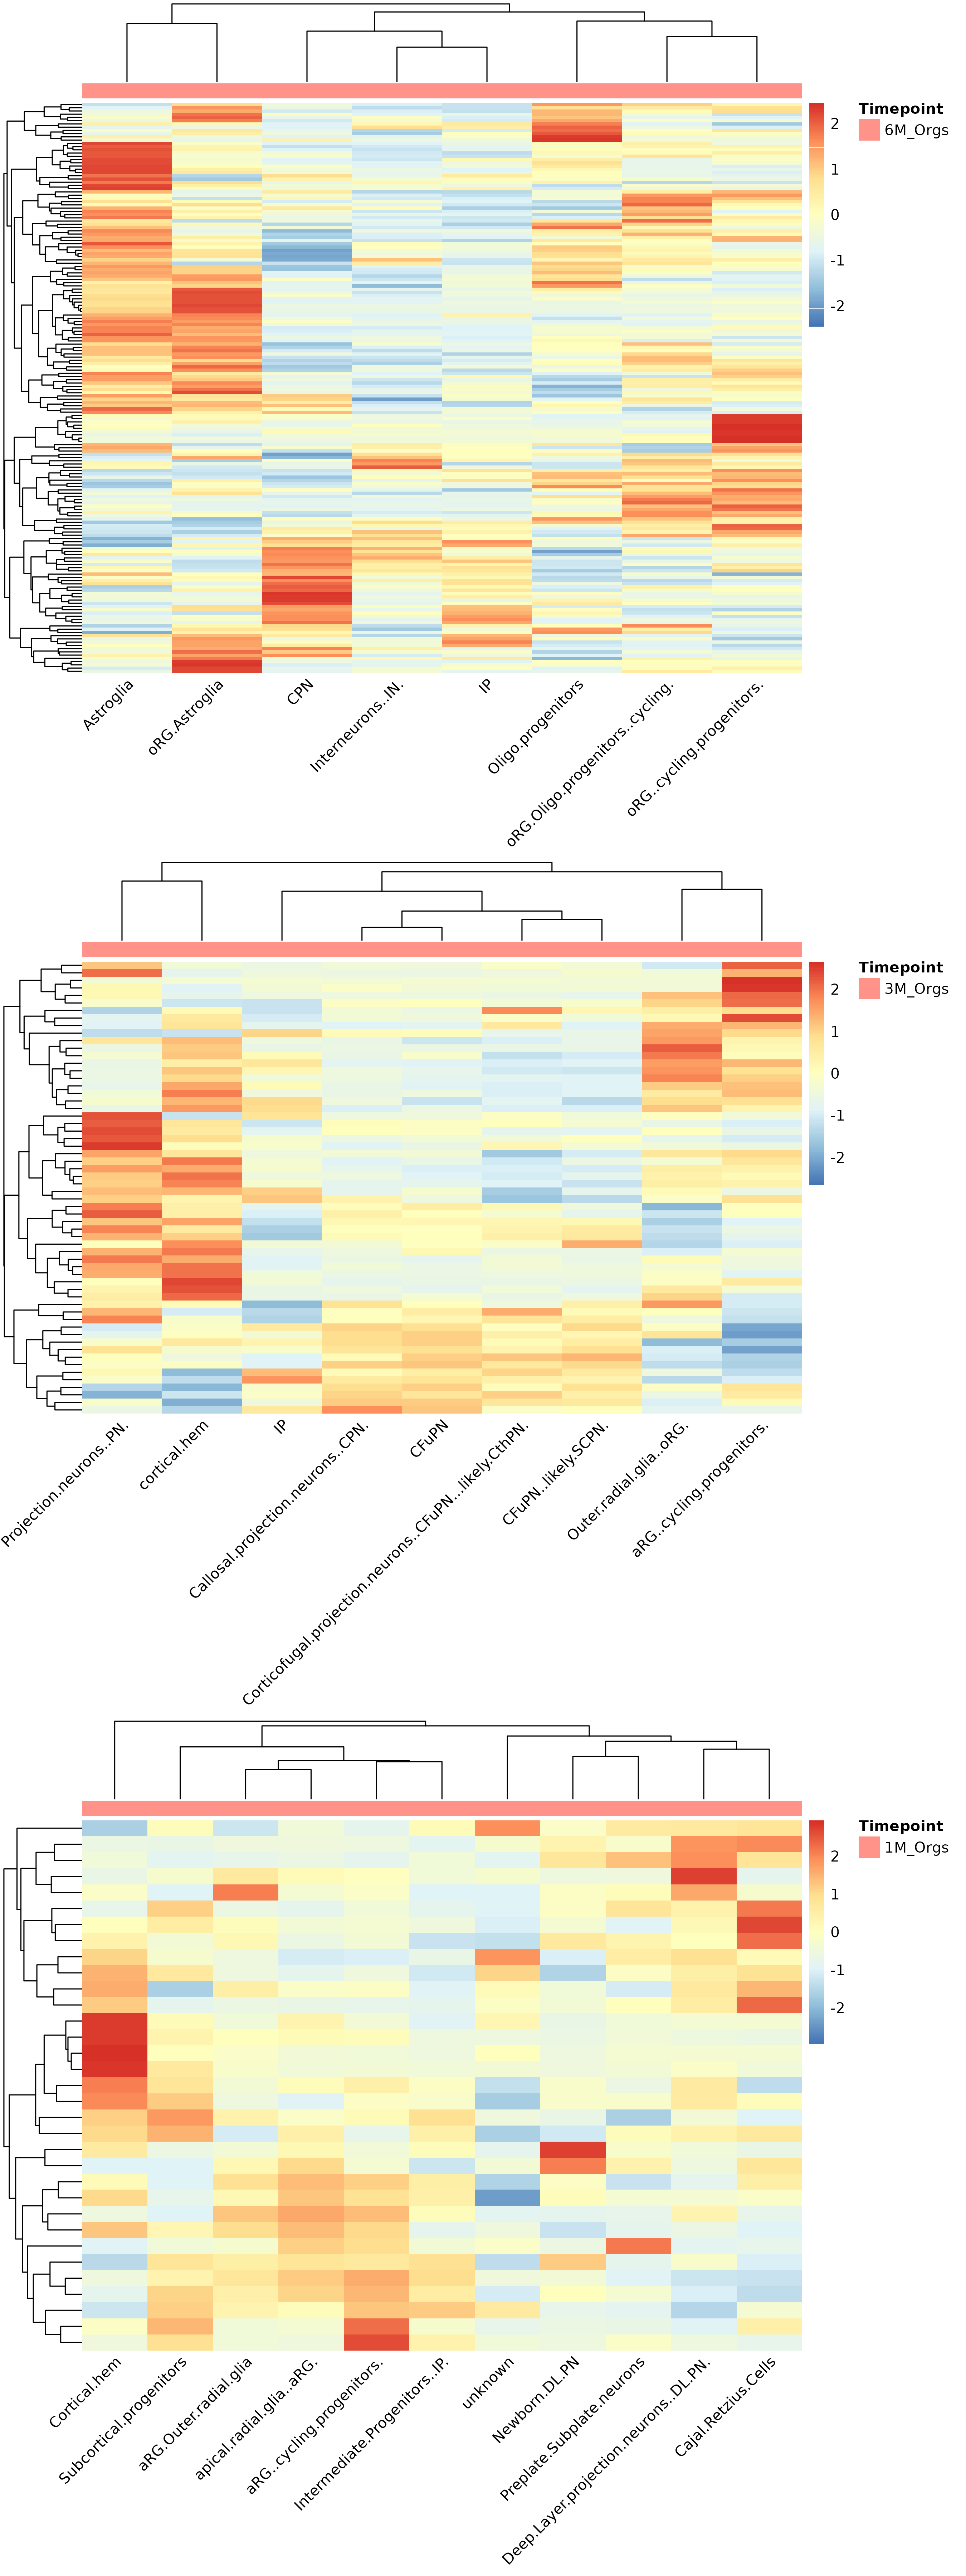 Timepoint
6M_Orgs
2
1
0
-1
-2
Astroglia
oRG.Astroglia
CPN
Interneurons..IN.
IP
Oligo.progenitors
oRG.Oligo.progenitors..cycling.
oRG..cycling.progenitors.
Timepoint
3M_Orgs
2
1
0
-1
-2
Projection.neurons..PN.
cortical.hem
IP
Callosal.projection.neurons..CPN.
CFuPN
Corticofugal.projection.neurons..CFuPN...likely.CthPN.
CFuPN..likely.SCPN.
Outer.radial.glia..oRG.
aRG..cycling.progenitors.
Timepoint
1M_Orgs
2
1
0
-1
-2
Cortical.hem
Subcortical.progenitors
aRG.Outer.radial.glia
apical.radial.glia..aRG.
aRG..cycling.progenitors.
Intermediate.Progenitors..IP.
unknown
Newborn.DL.PN
Preplate.Subplate.neurons
Deep.Layer.projection.neurons..DL.PN.
Cajal.Retzius.Cells